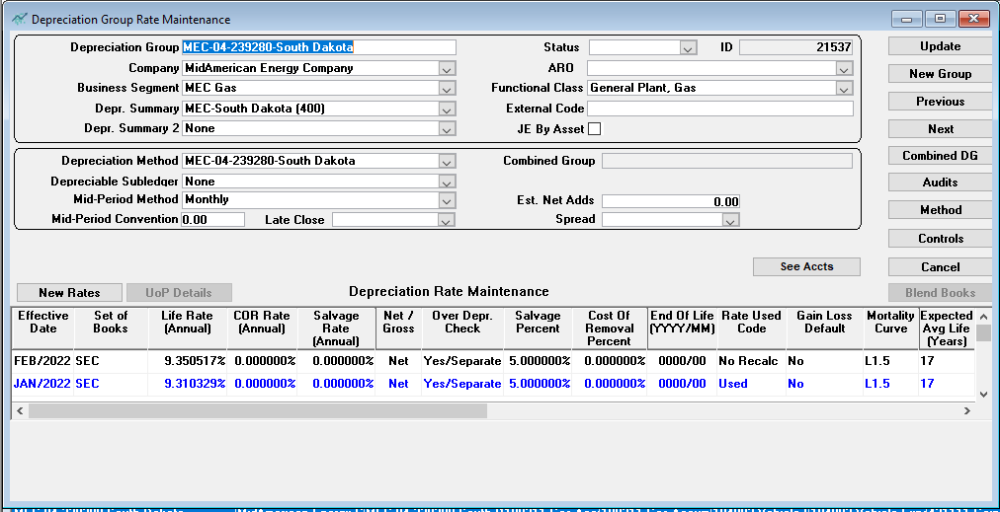 Depreciation Group Rate Maintenance
Depreciation Group MEC-04-239280-South Dakota Status ID 21537 Update
Company MidAmerican Energy Company ARO New Group
Business Segment MEC Gas Functional Class General Plant, Gas Previous
Depr. Summary MEC-South Dakota (400) External Code Next
Depr. Summary 2 None JE By Asset Combined DG
Depreciation Method MEC-04-239280-South Dakota Combined Group Audits
Depreciable Subledger None
Mid-Period Method Monthly Est. Net Adds 0.00 Method
Mid-Period Convention 0.00 Late Close Spread Controls
See Accts Cancel
New Rates UoP Details Depreciation Rate Maintenance Blend Books
Effective Date Set of Books Life Rate (Annual) COR Rate (Annual) Salvage Rate (Annual) Net / Gross Over Depr. Check Salvage Percent Cost Of Removal Percent End Of Life (YYYY/MM) Rate Used Code Gain Loss Default Mortality Curve Expected Avg Life (Years)
FEB/2022 SEC 9.350517% 0.000000% 0.000000% Net Yes/Separate 5.000000% 0.000000% 0000/00 No Recalc No L1.5 17
JAN/2022 SEC 9.310329% 0.000000% 0.000000% Net Yes/Separate 5.000000% 0.000000% 0000/00 Used No L1.5 17